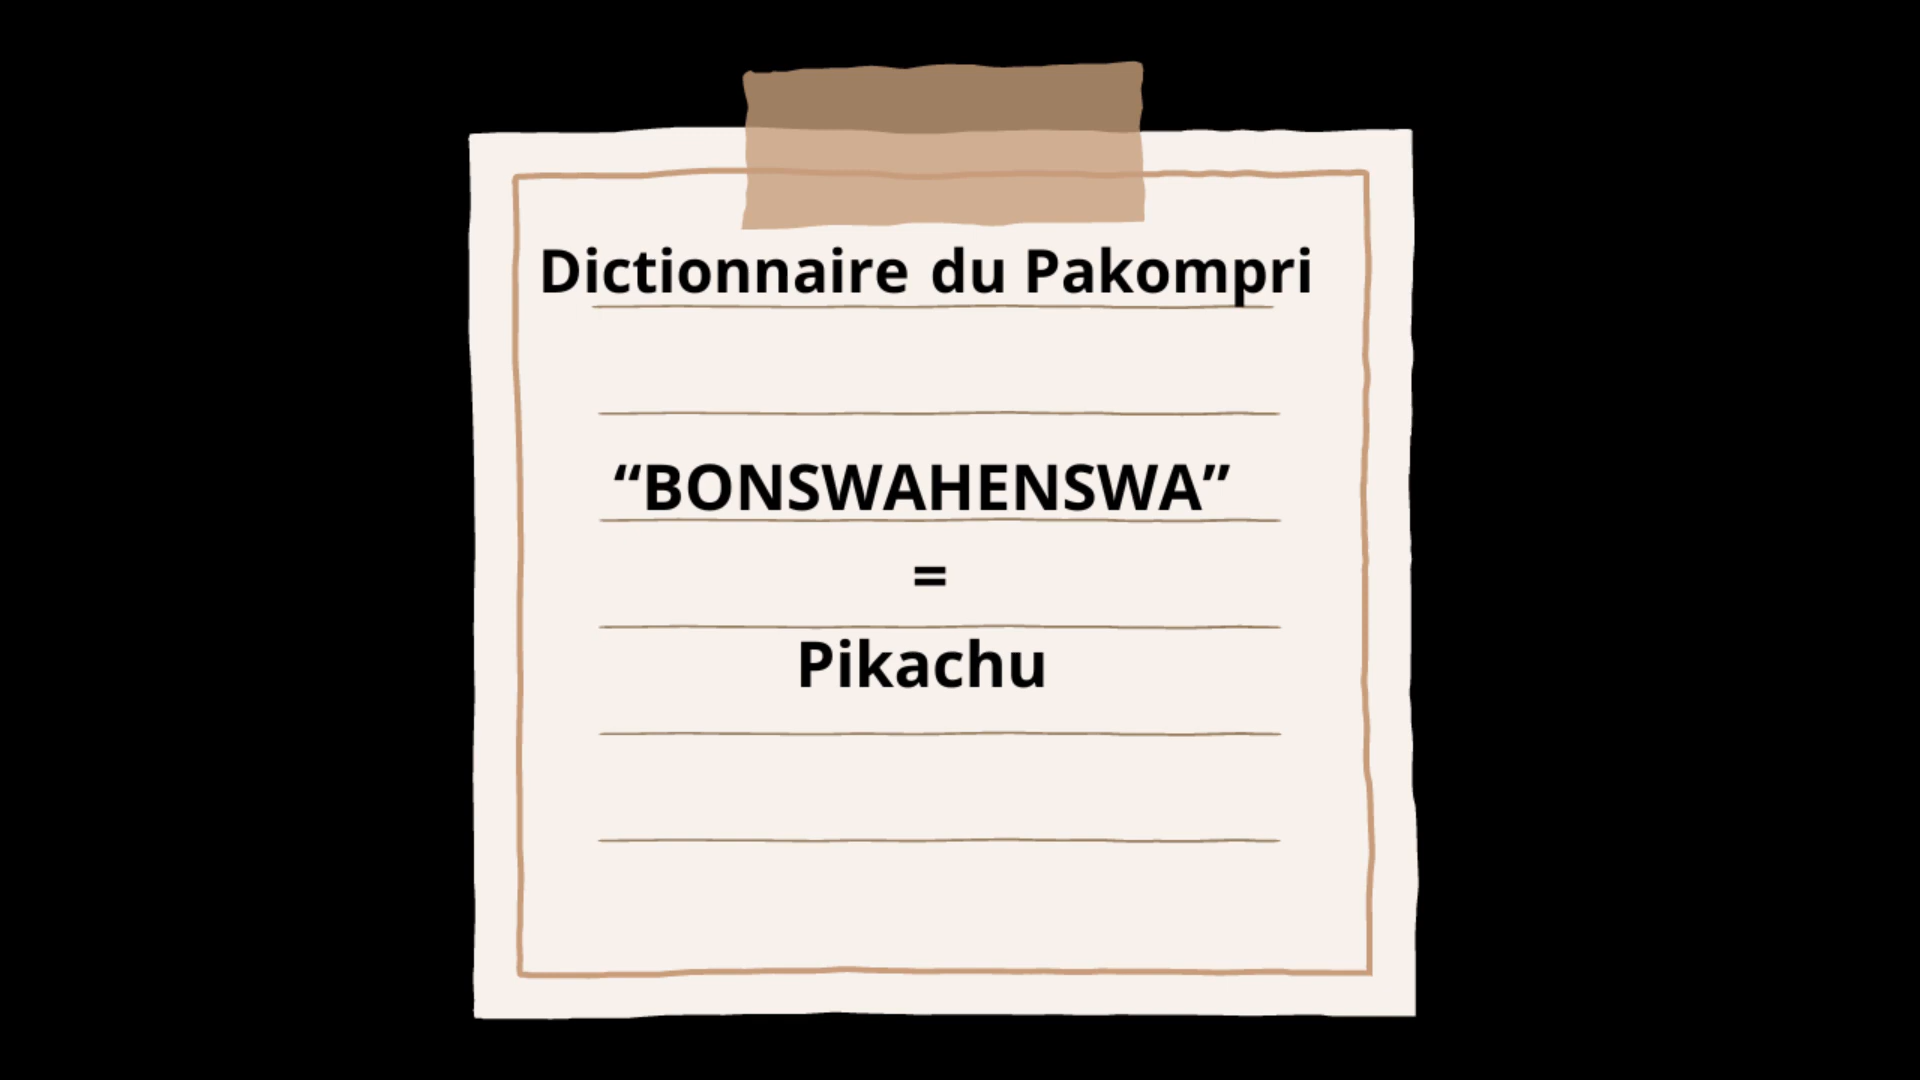 Dictionnaire du Pakompri
“BONSWAHENSWA”
=
Pikachu